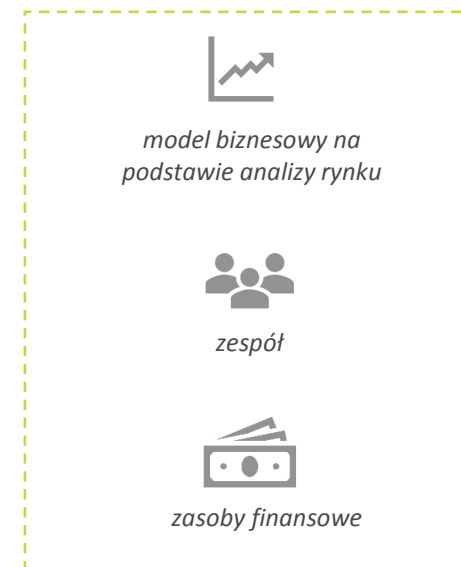 model biznesowy na
podstawie analizy rynku
zespół
zasoby finansowe